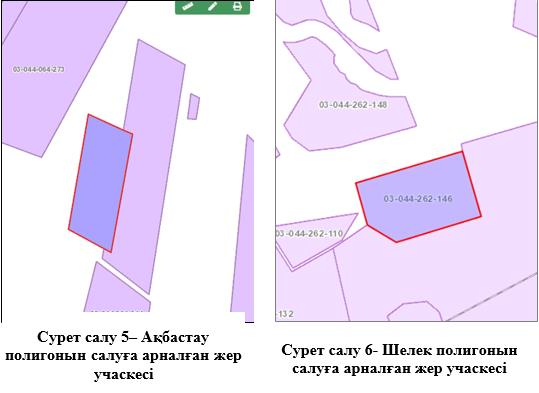 03-044-064-273
Сурет салу 5– Ақбастау
полигонын салуға арналған жер
учаскесі
03-044-262-148
03-044-262-146
03-044-262-110
-132
Сурет салу 6- Шелек полигонын
салуға арналған жер учаскесі